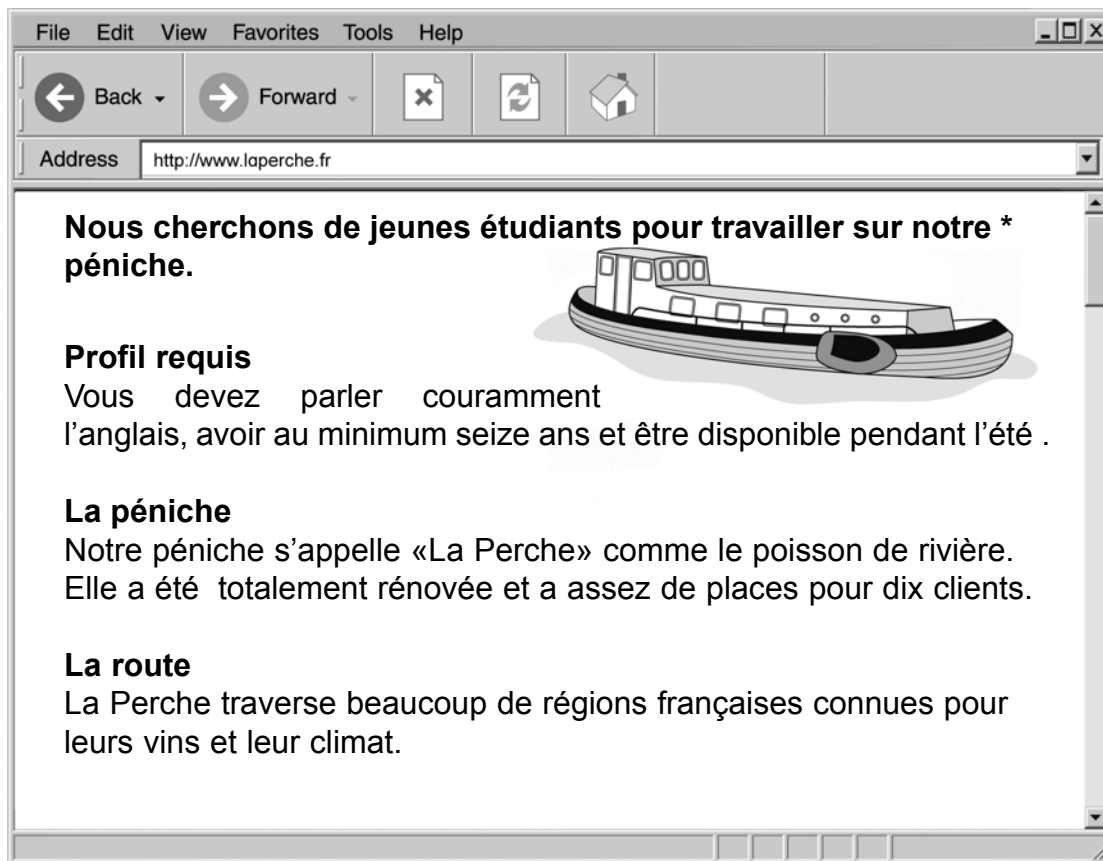 File Edit View Favorites Tools Help
Back Forward
Address http://www.laperche.fr
Nous cherchons de jeunes étudiants pour travailler sur notre *
péniche.
Profil requis
Vous devez parler couramment
l’anglais, avoir au minimum seize ans et être disponible pendant l’été .
La péniche
Notre péniche s’appelle «La Perche» comme le poisson de rivière.
Elle a été totalement rénovée et a assez de places pour dix clients.
La route
La Perche traverse beaucoup de régions françaises connues pour
leurs vins et leur climat.